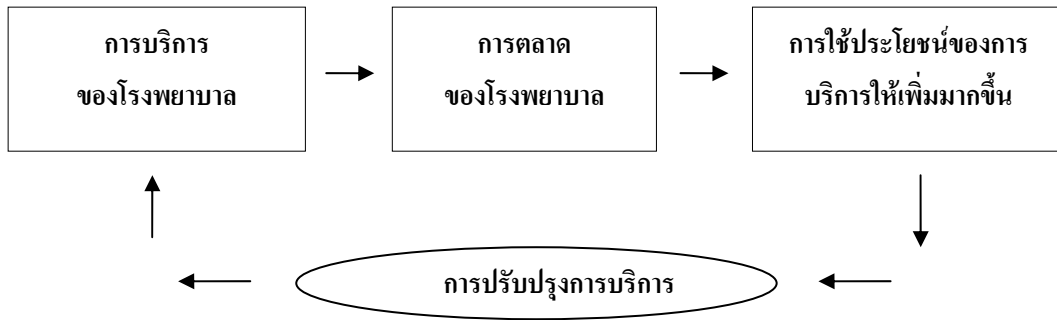 การบริการ
ของโรงพยาบาล
การตลาด
ของโรงพยาบาล
การใช้ประโยชน์ของการ
บริการให้เพิ่มมากขึ้น
การปรับปรุงการบริการ